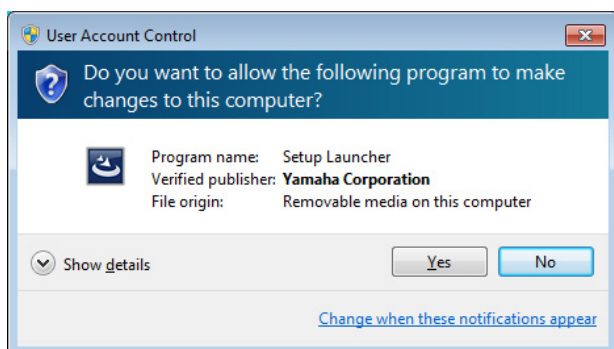 User Account Control
Do you want to allow the following program to make
changes to this computer?
Program name: Setup Launcher
Verified publisher: Yamaha Corporation
File origin: Removable media on this computer
Show details
Yes
No
Change when these notifications appear